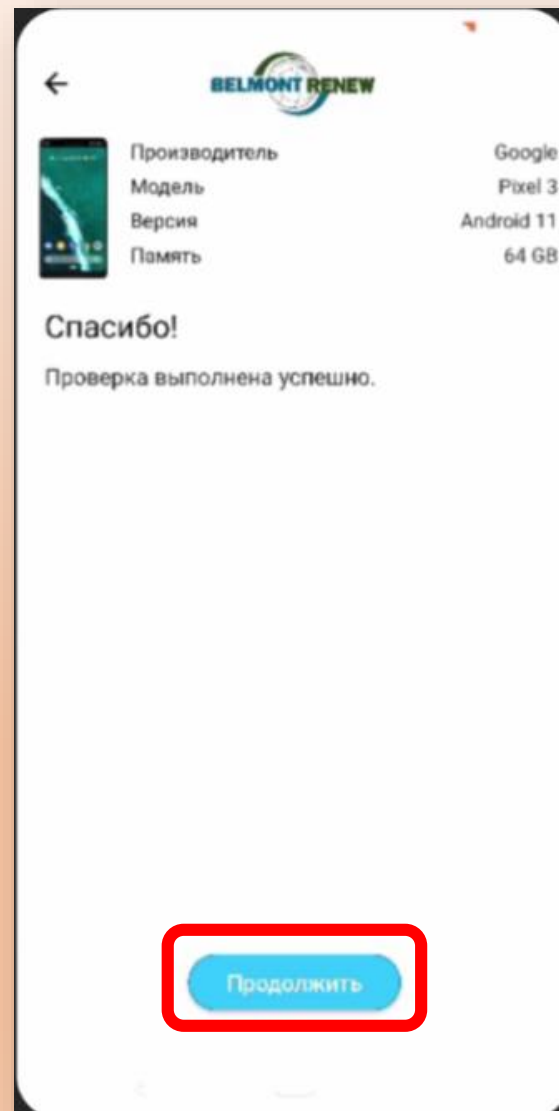 BELMONT RENEW
Производитель Google
Модель Pixel 3
Версия Android 11
Память 64 GB
Спасибо!
Проверка выполнена успешно.
Продолжить